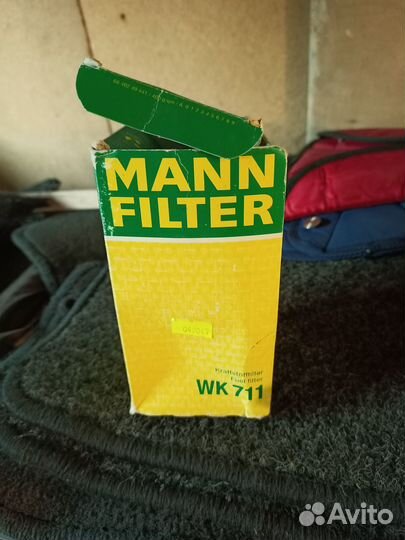 MANN
FILTER
Kraftstofffilter
Fuel filter
WK 711
Avito